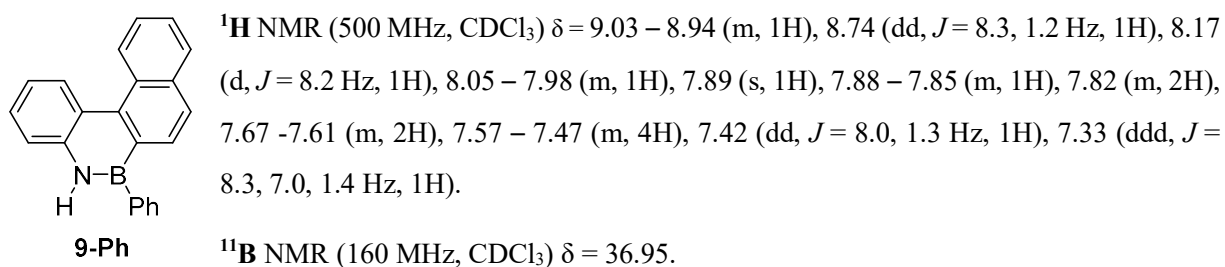 ¹H NMR (500 MHz, CDCl₃) δ = 9.03 – 8.94 (m, 1H), 8.74 (dd, J = 8.3, 1.2 Hz, 1H), 8.17
(d, J = 8.2 Hz, 1H), 8.05 – 7.98 (m, 1H), 7.89 (s, 1H), 7.88 – 7.85 (m, 1H), 7.82 (m, 2H),
7.67 -7.61 (m, 2H), 7.57 – 7.47 (m, 4H), 7.42 (dd, J = 8.0, 1.3 Hz, 1H), 7.33 (ddd, J =
8.3, 7.0, 1.4 Hz, 1H).
¹¹B NMR (160 MHz, CDCl₃) δ = 36.95.
N B
H Ph
9-Ph